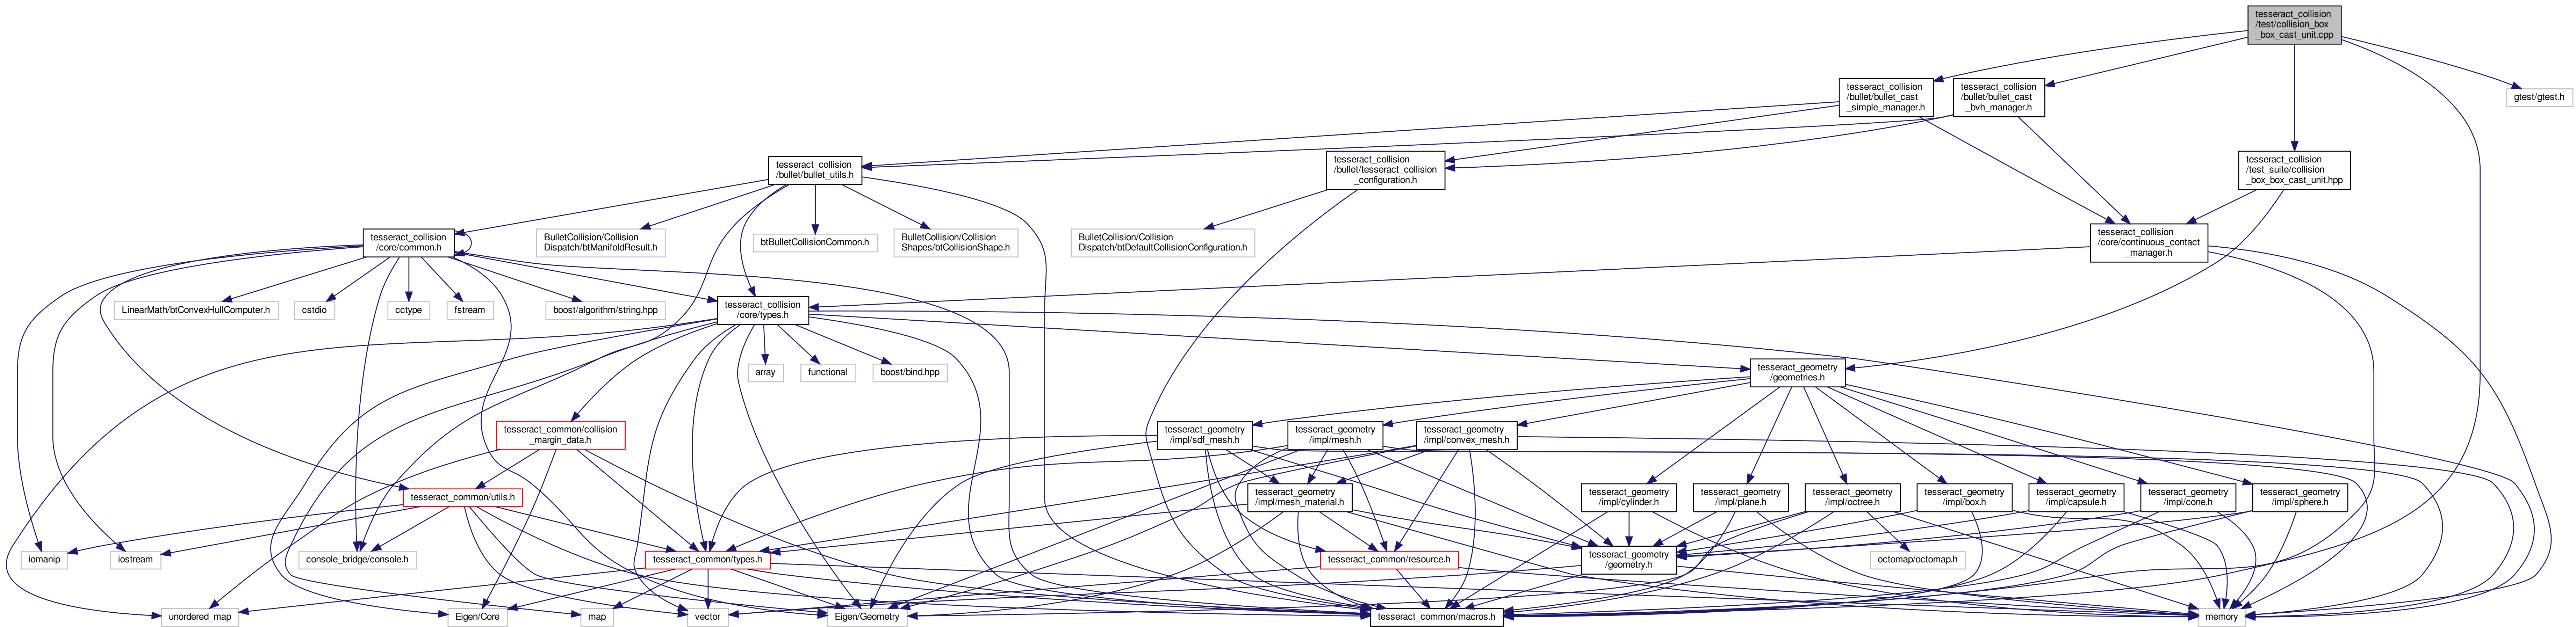 tesseract_collision
/test/collision_box
_box_cast_unit.cpp
tesseract_collision
/bullet/bullet_cast
_simple_manager.h
tesseract_collision
/bullet/bullet_cast
_bvh_manager.h
gtest/gtest.h
tesseract_collision
/bullet/bullet_utils.h
tesseract_collision
/bullet/tesseract_collision
_configuration.h
tesseract_collision
/test_suite/collision
_box_box_cast_unit.hpp
tesseract_collision
/core/common.h
BulletCollision/Collision
Dispatch/btManifoldResult.h
btBulletCollisionCommon.h
BulletCollision/Collision
Shapes/btCollisionShape.h
BulletCollision/Collision
Dispatch/btDefaultCollisionConfiguration.h
tesseract_collision
/core/continuous_contact
_manager.h
LinearMath/btConvexHullComputer.h
cstdio
cctype
fstream
boost/algorithm/string.hpp
tesseract_collision
/core/types.h
array
functional
boost/bind.hpp
tesseract_geometry
/geometries.h
tesseract_common/collision
_margin_data.h
tesseract_geometry
/impl/sdf_mesh.h
tesseract_geometry
/impl/mesh.h
tesseract_geometry
/impl/convex_mesh.h
tesseract_common/utils.h
tesseract_geometry
/impl/mesh_material.h
tesseract_geometry
/impl/cylinder.h
tesseract_geometry
/impl/plane.h
tesseract_geometry
/impl/octree.h
tesseract_geometry
/impl/box.h
tesseract_geometry
/impl/capsule.h
tesseract_geometry
/impl/cone.h
tesseract_geometry
/impl/sphere.h
iomanip
iostream
console_bridge/console.h
tesseract_common/types.h
tesseract_common/resource.h
tesseract_geometry
/geometry.h
octomap/octomap.h
unordered_map
Eigen/Core
map
vector
Eigen/Geometry
tesseract_common/macros.h
memory